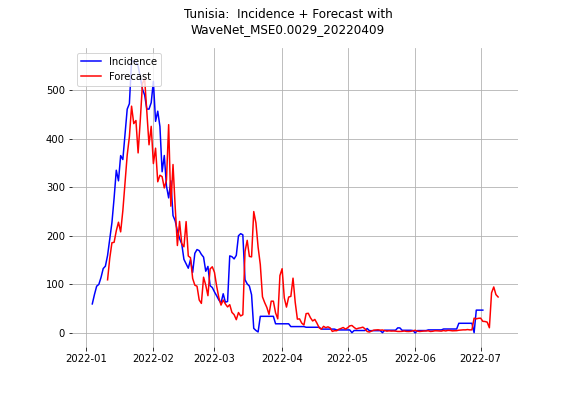 Tunisia:  Incidence + Forecast with
WaveNet_MSE0.0029_20220409
Incidence
Forecast
500
400
300
200
100
0
2022-01 2022-02 2022-03 2022-04 2022-05 2022-06 2022-07